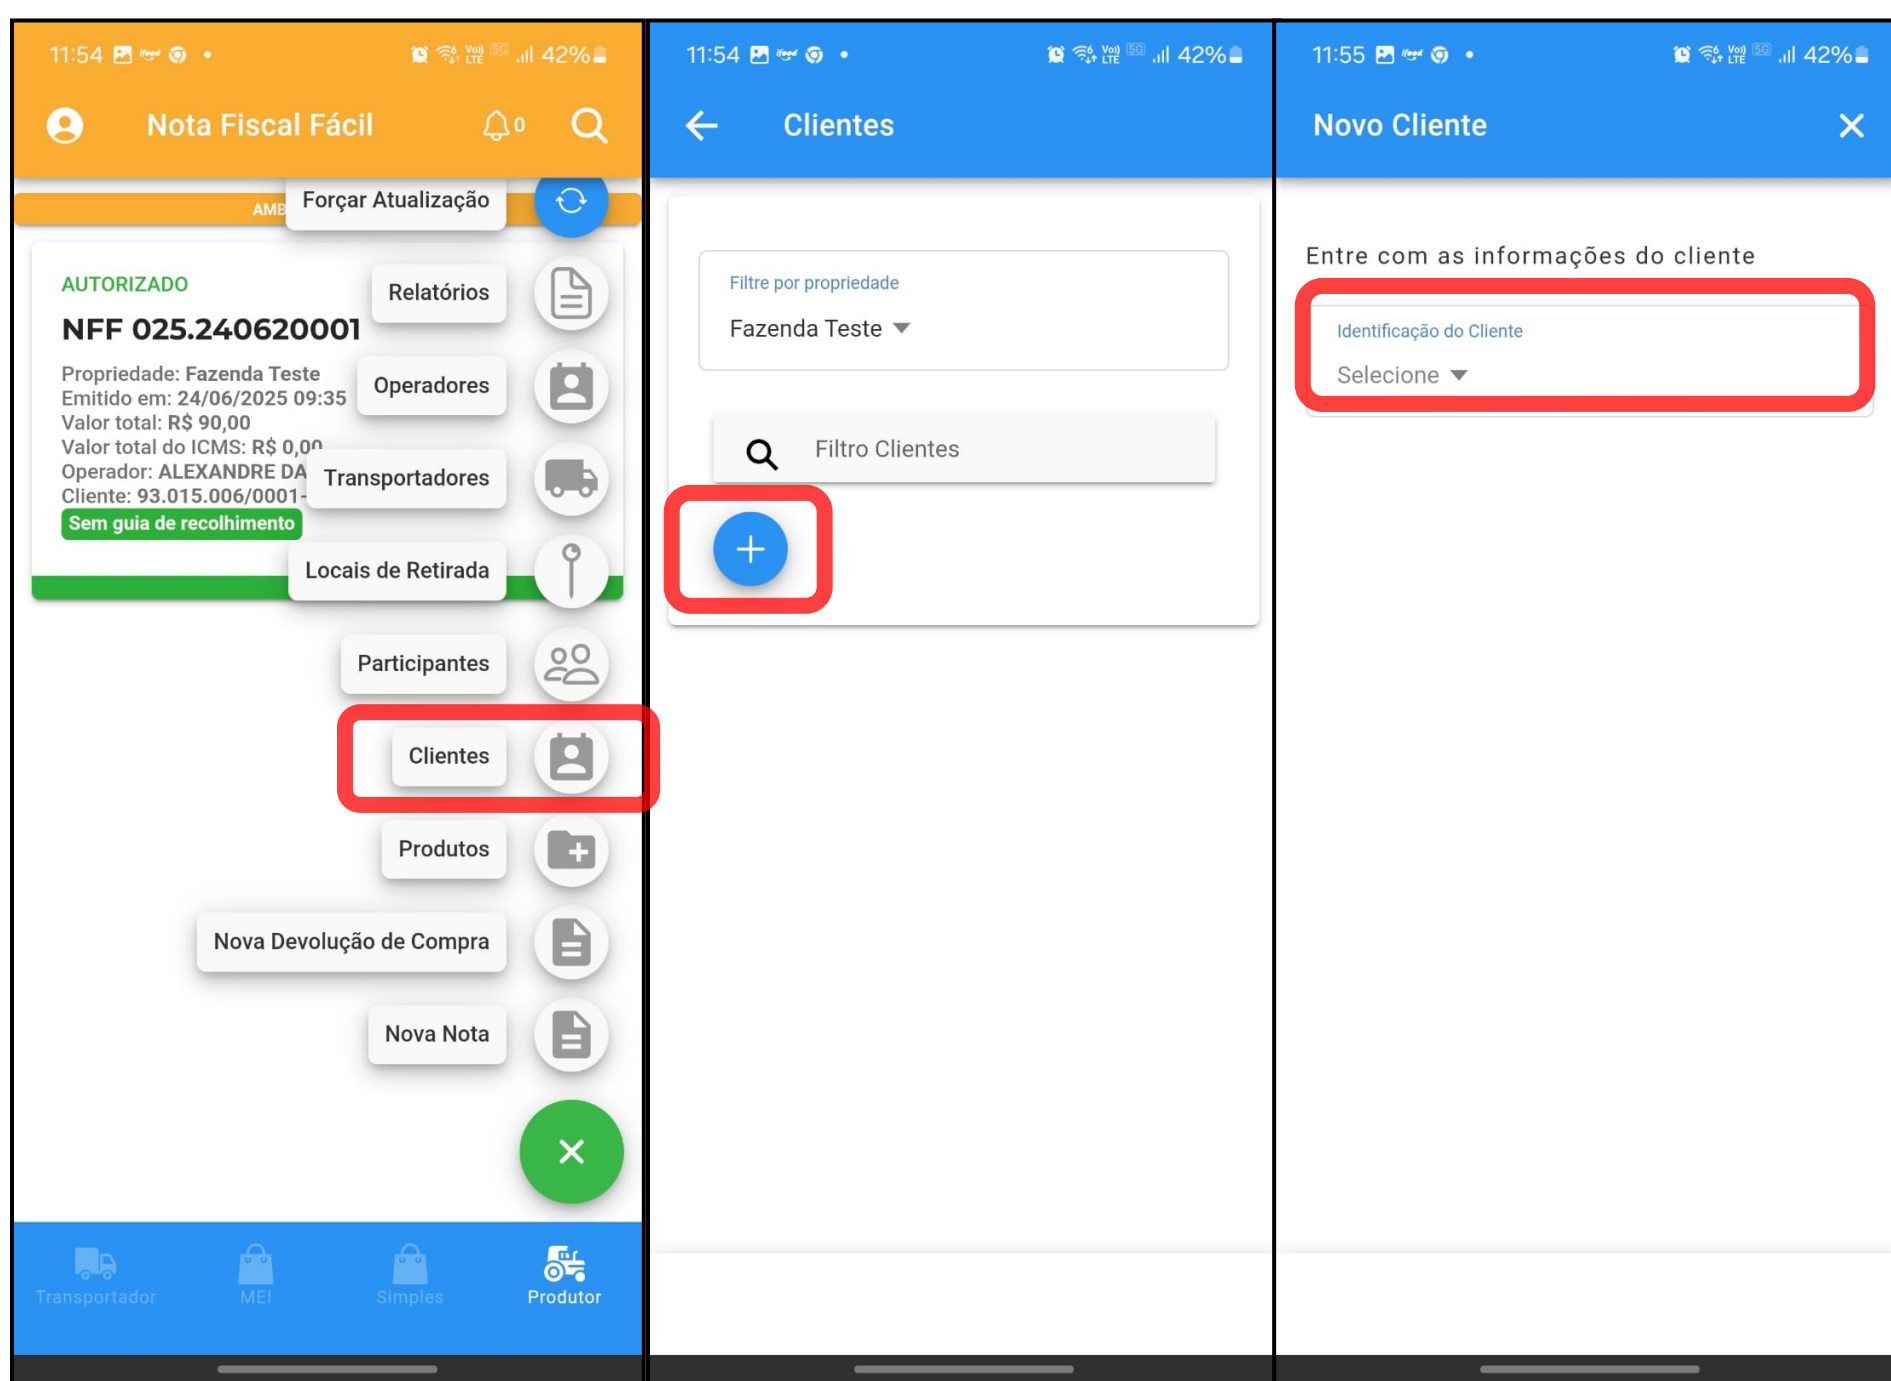 11:54
42%
Nota Fiscal Fácil
0
AMB
Forçar Atualização
AUTORIZADO
Relatórios
NFF 025.240620001
Propriedade: Fazenda Teste
Operadores
Emitido em: 24/06/2025 09:35
Valor total: R$ 90,00
Valor total do ICMS: R$ 0,00
Operador: ALEXANDRE DA
Transportadores
Cliente: 93.015.006/0001-
Sem guia de recolhimento
Locais de Retirada
Participantes
Clientes
Produtos
Nova Devolução de Compra
Nova Nota
Transportador
MEI
Simples
Produtor
11:54
42%
Clientes
Filtre por propriedade
Fazenda Teste
Filtro Clientes
11:55
42%
Novo Cliente
Entre com as informações do cliente
Identificação do Cliente
Selecione